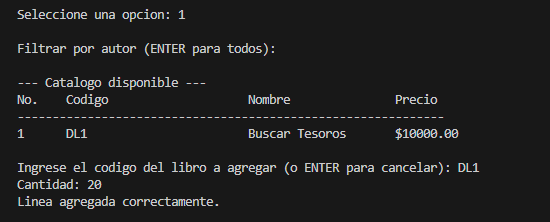 Seleccione una opcion: 1
Filtrar por autor (ENTER para todos):
--- Catalogo disponible ---
No. Codigo Nombre Precio
-------------------------------------------------------------
1 DL1 Buscar Tesoros $10000.00
Ingrese el codigo del libro a agregar (o ENTER para cancelar): DL1
Cantidad: 20
Linea agregada correctamente.